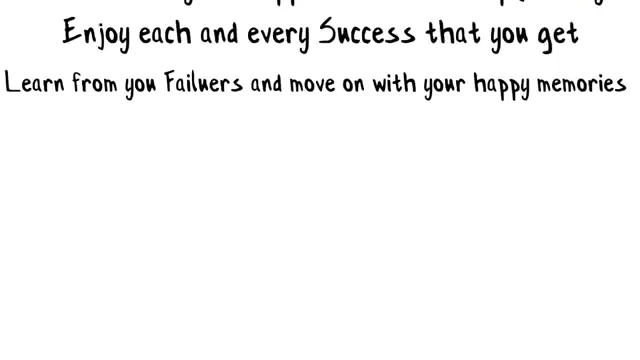 Enjoy each and every Success that you get
Learn from you Failuers and move on with your happy memories